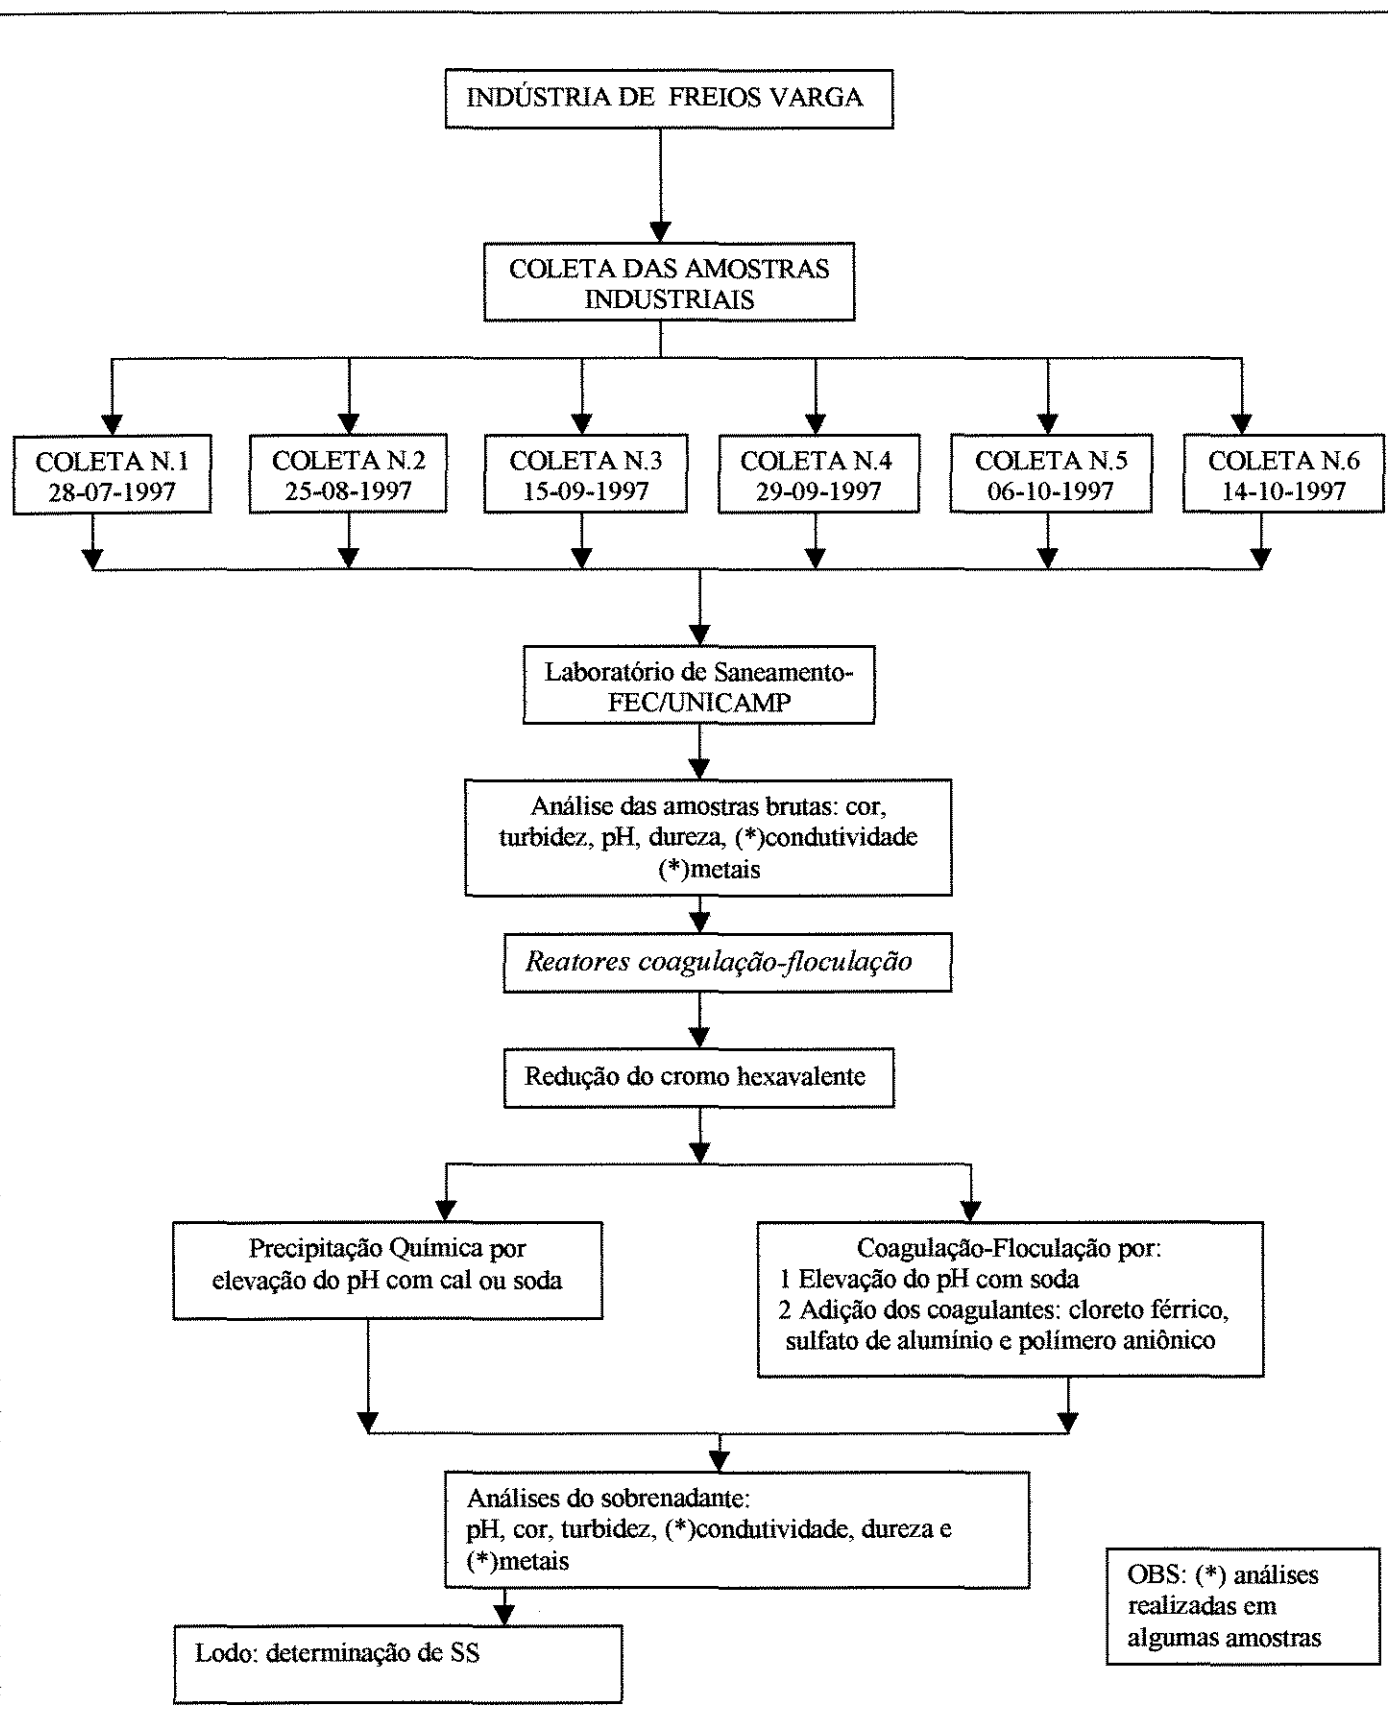 INDÚSTRIA DE FREIOS VARGA
COLETA DAS AMOSTRAS
INDUSTRIAIS
COLETA N.1
28-07-1997
COLETA N.2
25-08-1997
COLETA N.3
15-09-1997
COLETA N.4
29-09-1997
COLETA N.5
06-10-1997
COLETA N.6
14-10-1997
Laboratório de Saneamento-
FEC/UNICAMP
Análise das amostras brutas: cor,
turbidez, pH, dureza, (*)condutividade
(*)metais
Reatores coagulação-floculação
Redução do cromo hexavalente
Precipitação Química por
elevação do pH com cal ou soda
Coagulação-Floculação por:
1 Elevação do pH com soda
2 Adição dos coagulantes: cloreto férrico,
sulfato de alumínio e polímero aniônico
Análises do sobrenadante:
pH, cor, turbidez, (*)condutividade, dureza e
(*)metais
OBS: (*) análises
realizadas em
algumas amostras
Lodo: determinação de SS